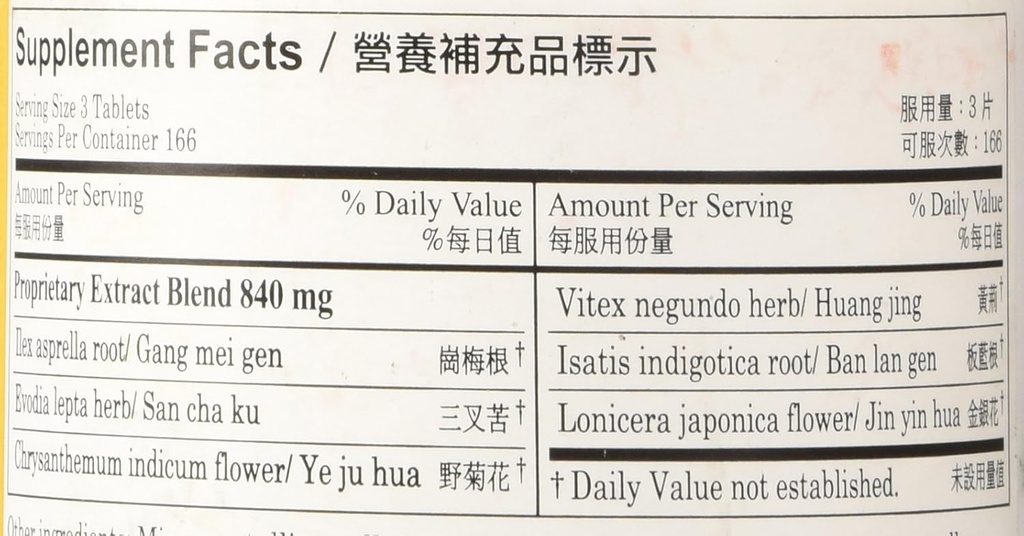 Supplement Facts / 營養補充品標示
Serving Size 3 Tablets 服用量：3 片
Servings Per Container 166 可服次數：166
Amount Per Serving % Daily Value
每服用份量 %每日值
Proprietary Extract Blend 840 mg
Ilex asprella root/ Gang mei gen 崗梅根†
Evodia lepta herb/ San cha ku 三叉苦†
Chrysanthemum indicum flower/ Ye ju hua 野菊花†
Amount Per Serving % Daily Value
每服用份量 %每日值
Vitex negundo herb/ Huang jing 黃荊†
Isatis indigotica root/ Ban lan gen 板藍根†
Lonicera japonica flower/ Jin yin hua 金銀花†
† Daily Value not established. 未設用量值
Other ingredients: